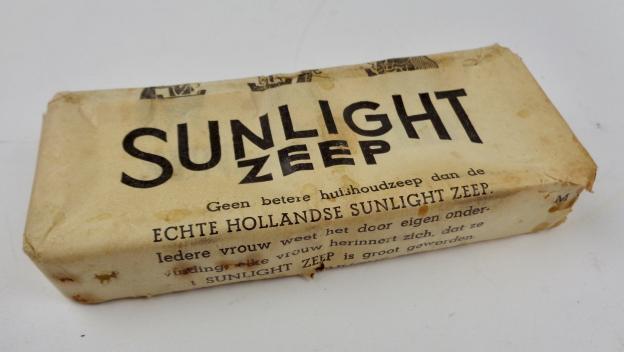 SUNLIGHT
ZEEP
Geen betere huishoudzeep dan de
ECHTE HOLLANDSE SUNLIGHT ZEEP.
Iedere vrouw weet het door eigen onder-
vinding, elke vrouw herinnert zich, dat ze
SUNLIGHT ZEEP is groot geworden.
M